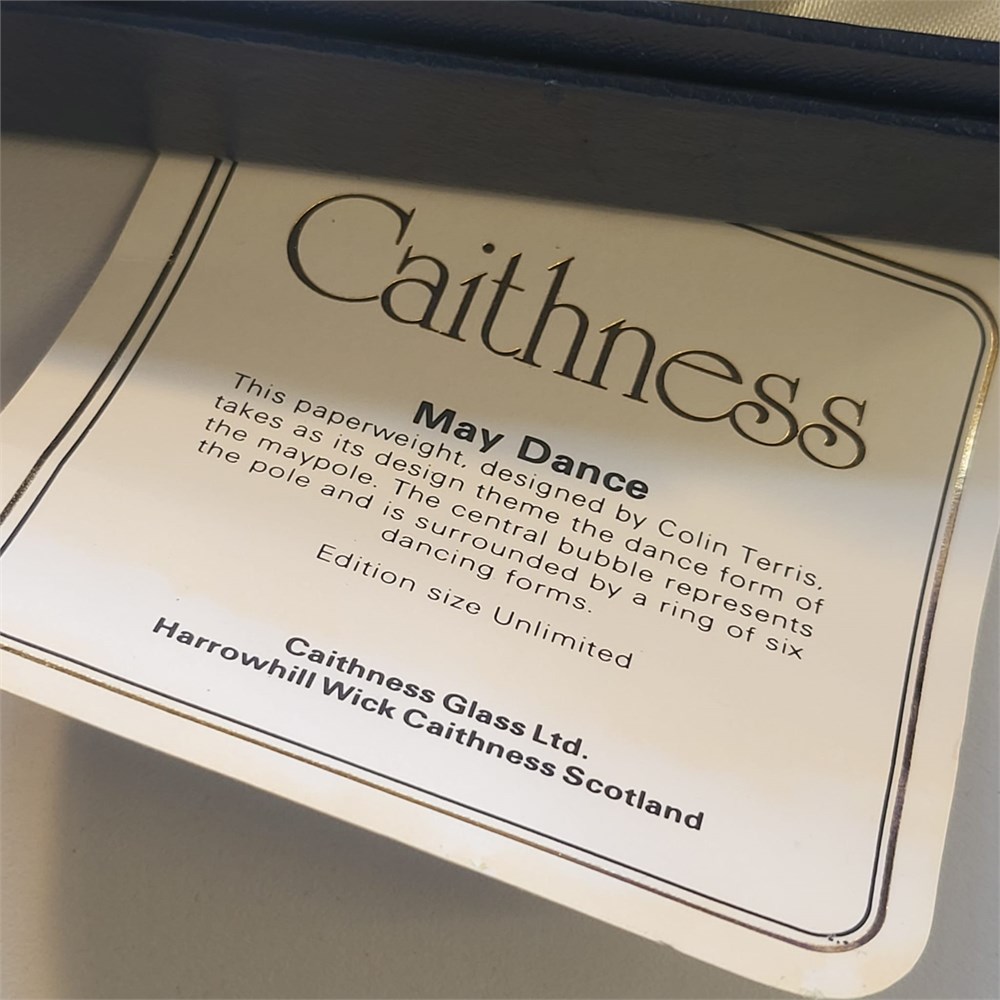 Caithness
May Dance
This paperweight, designed by Colin Terris,
takes as its design theme the dance form of
the maypole. The central bubble represents
the pole and is surrounded by a ring of six
dancing forms.
Edition size Unlimited
Caithness Glass Ltd.
Harrowhill Wick Caithness Scotland